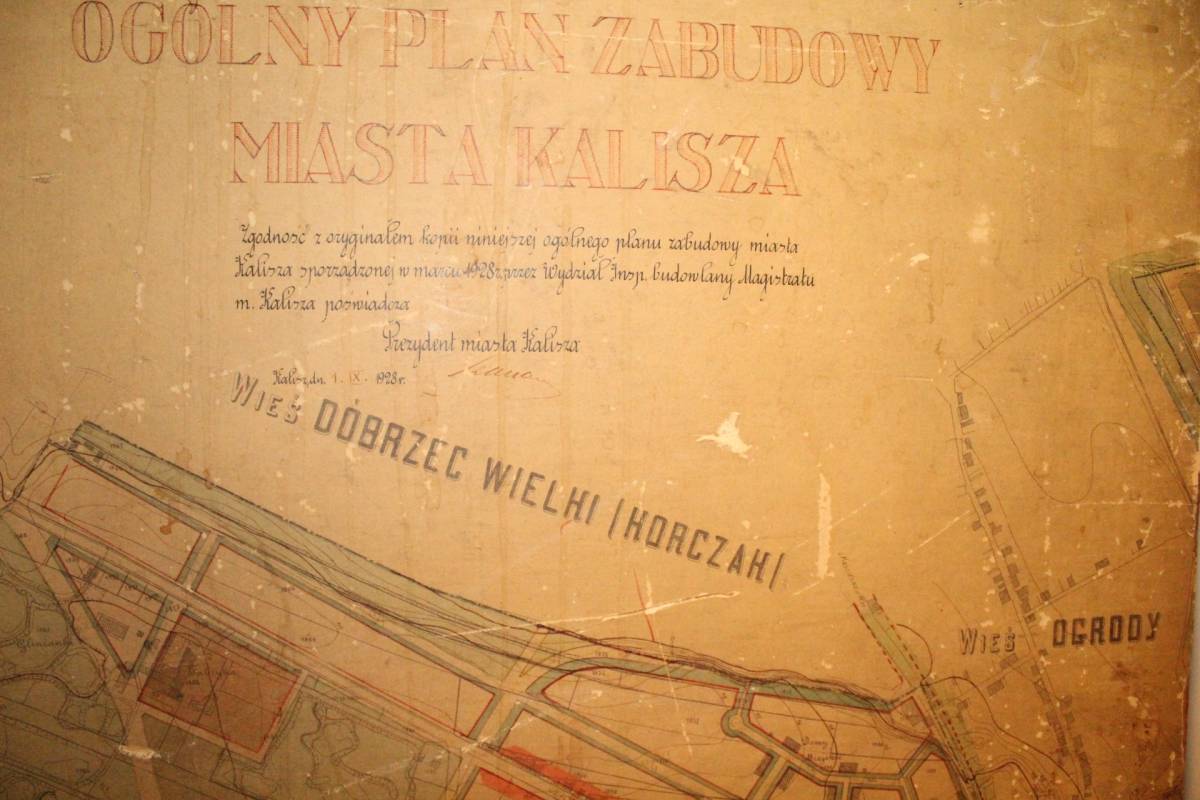 OGÓLNY PLAN ZABUDOWY
MIASTA KALISZA
Zgodność z oryginałem kopii niniejszej ogólnego planu zabudowy miasta
Kalisza sporządzonej w marcu 1928r. przez Wydział Insp. budowlany Magistratu
m. Kalisza poświadcza
Prezydent miasta Kalisza
Kalisz, dn. 1. IX. 1928r.
WIEŚ DÓBRZEC WIELKI /KORCZAK/
WIEŚ OGRODY